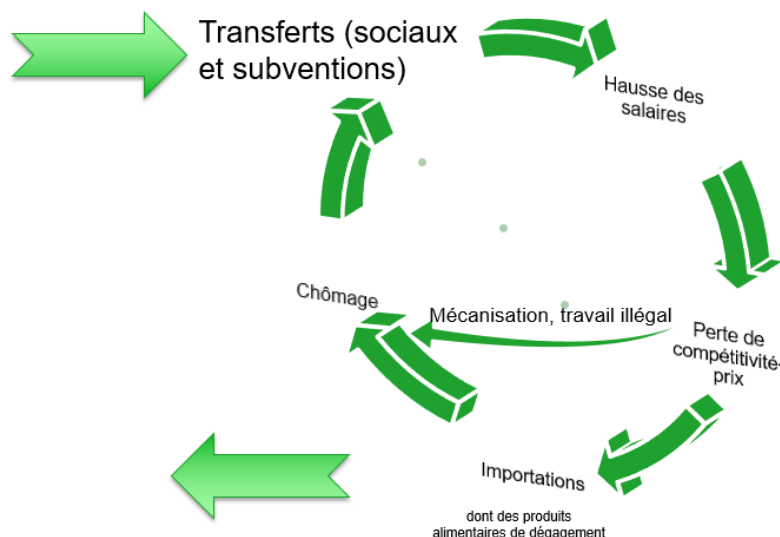 Transferts (sociaux
et subventions)
Hausse des
salaires
Chômage
Mécanisation, travail illégal
Perte de
compétitivité-
prix
Importations
dont des produits
alimentaires de dégagement